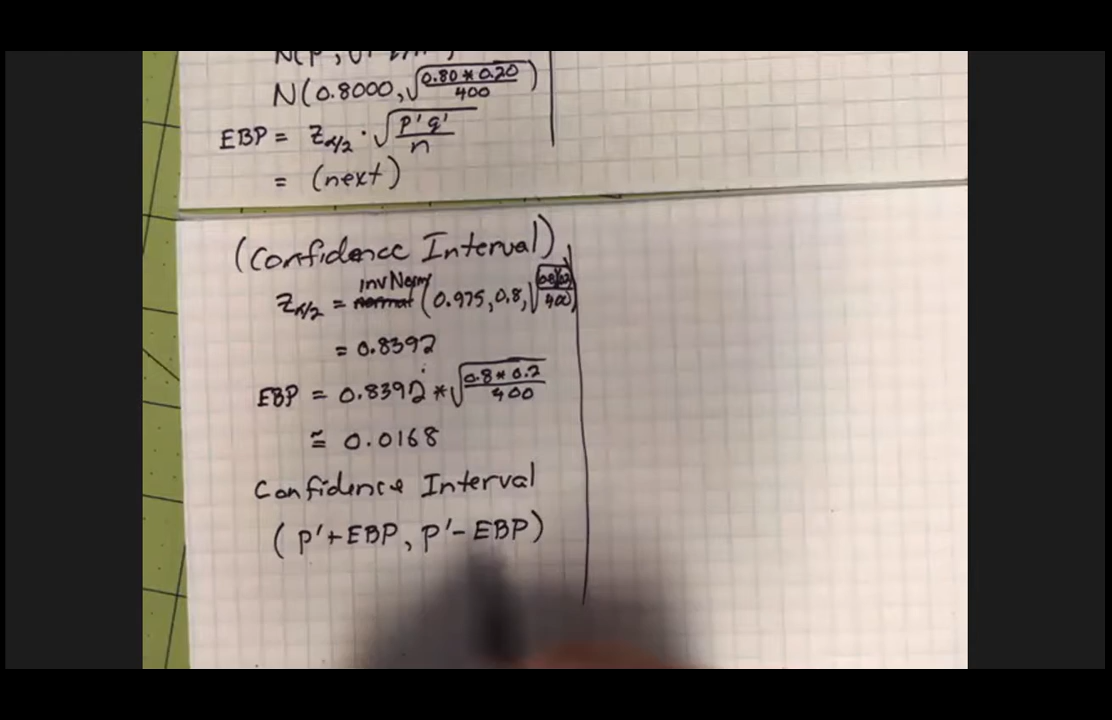 N(0.8000, √(0.80 * 0.20 / 400))
EBP = Zα/2 · √(p'q' / n)
= (next)
(Confidence Interval)
invNorm
Zα/2 = normal (0.975, 0.8, √((0.8)(0.2) / 400))
= 0.8392
EBP = 0.8392 * √(0.8 * 0.2 / 400)
≅ 0.0168
Confidence Interval
(p'+EBP, p'-EBP)